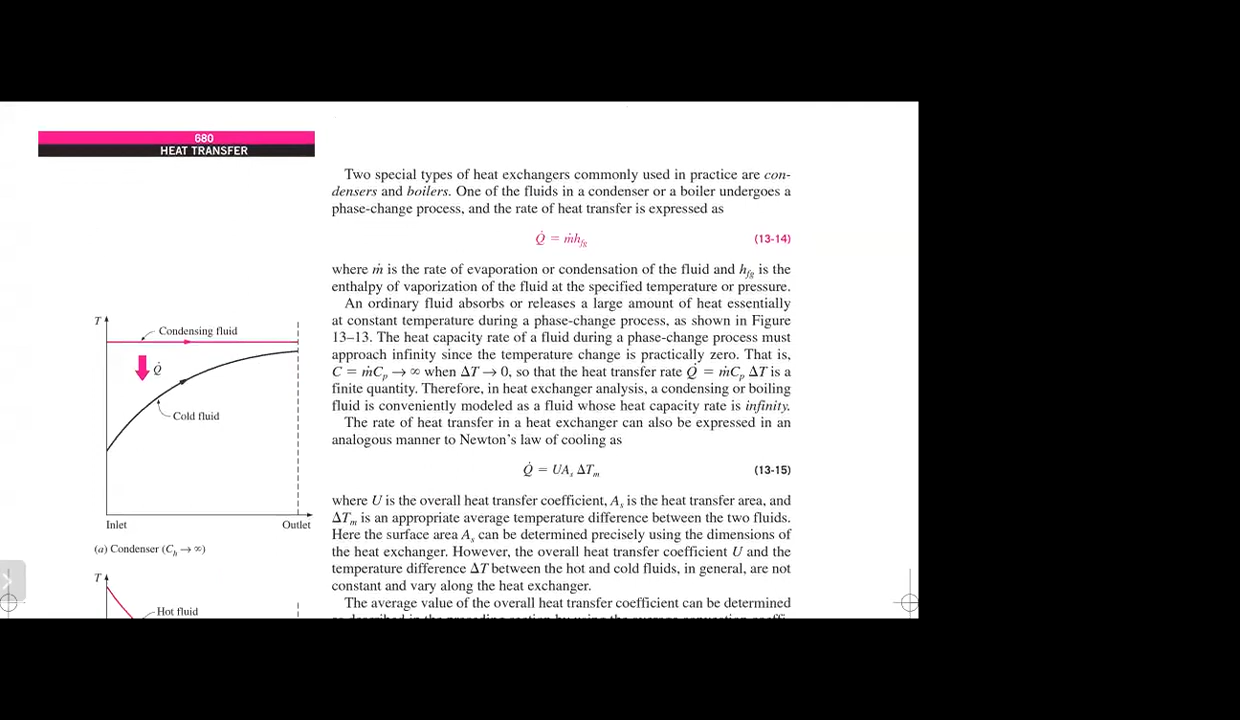 680
HEAT TRANSFER
Two special types of heat exchangers commonly used in practice are con-
densers and boilers. One of the fluids in a condenser or a boiler undergoes a
phase-change process, and the rate of heat transfer is expressed as
Q̇ = ṁh_fg (13-14)
where ṁ is the rate of evaporation or condensation of the fluid and h_fg is the
enthalpy of vaporization of the fluid at the specified temperature or pressure.
An ordinary fluid absorbs or releases a large amount of heat essentially
at constant temperature during a phase-change process, as shown in Figure
13–13. The heat capacity rate of a fluid during a phase-change process must
approach infinity since the temperature change is practically zero. That is,
C = ṁC_p → ∞ when ΔT → 0, so that the heat transfer rate Q̇ = ṁC_p ΔT is a
finite quantity. Therefore, in heat exchanger analysis, a condensing or boiling
fluid is conveniently modeled as a fluid whose heat capacity rate is infinity.
The rate of heat transfer in a heat exchanger can also be expressed in an
analogous manner to Newton's law of cooling as
Q̇ = UA_s ΔT_m (13-15)
where U is the overall heat transfer coefficient, A_s is the heat transfer area, and
ΔT_m is an appropriate average temperature difference between the two fluids.
Here the surface area A_s can be determined precisely using the dimensions of
the heat exchanger. However, the overall heat transfer coefficient U and the
temperature difference ΔT between the hot and cold fluids, in general, are not
constant and vary along the heat exchanger.
The average value of the overall heat transfer coefficient can be determined
T
Condensing fluid
Q̇
Cold fluid
Inlet
Outlet
(a) Condenser (C_h → ∞)
T
Hot fluid